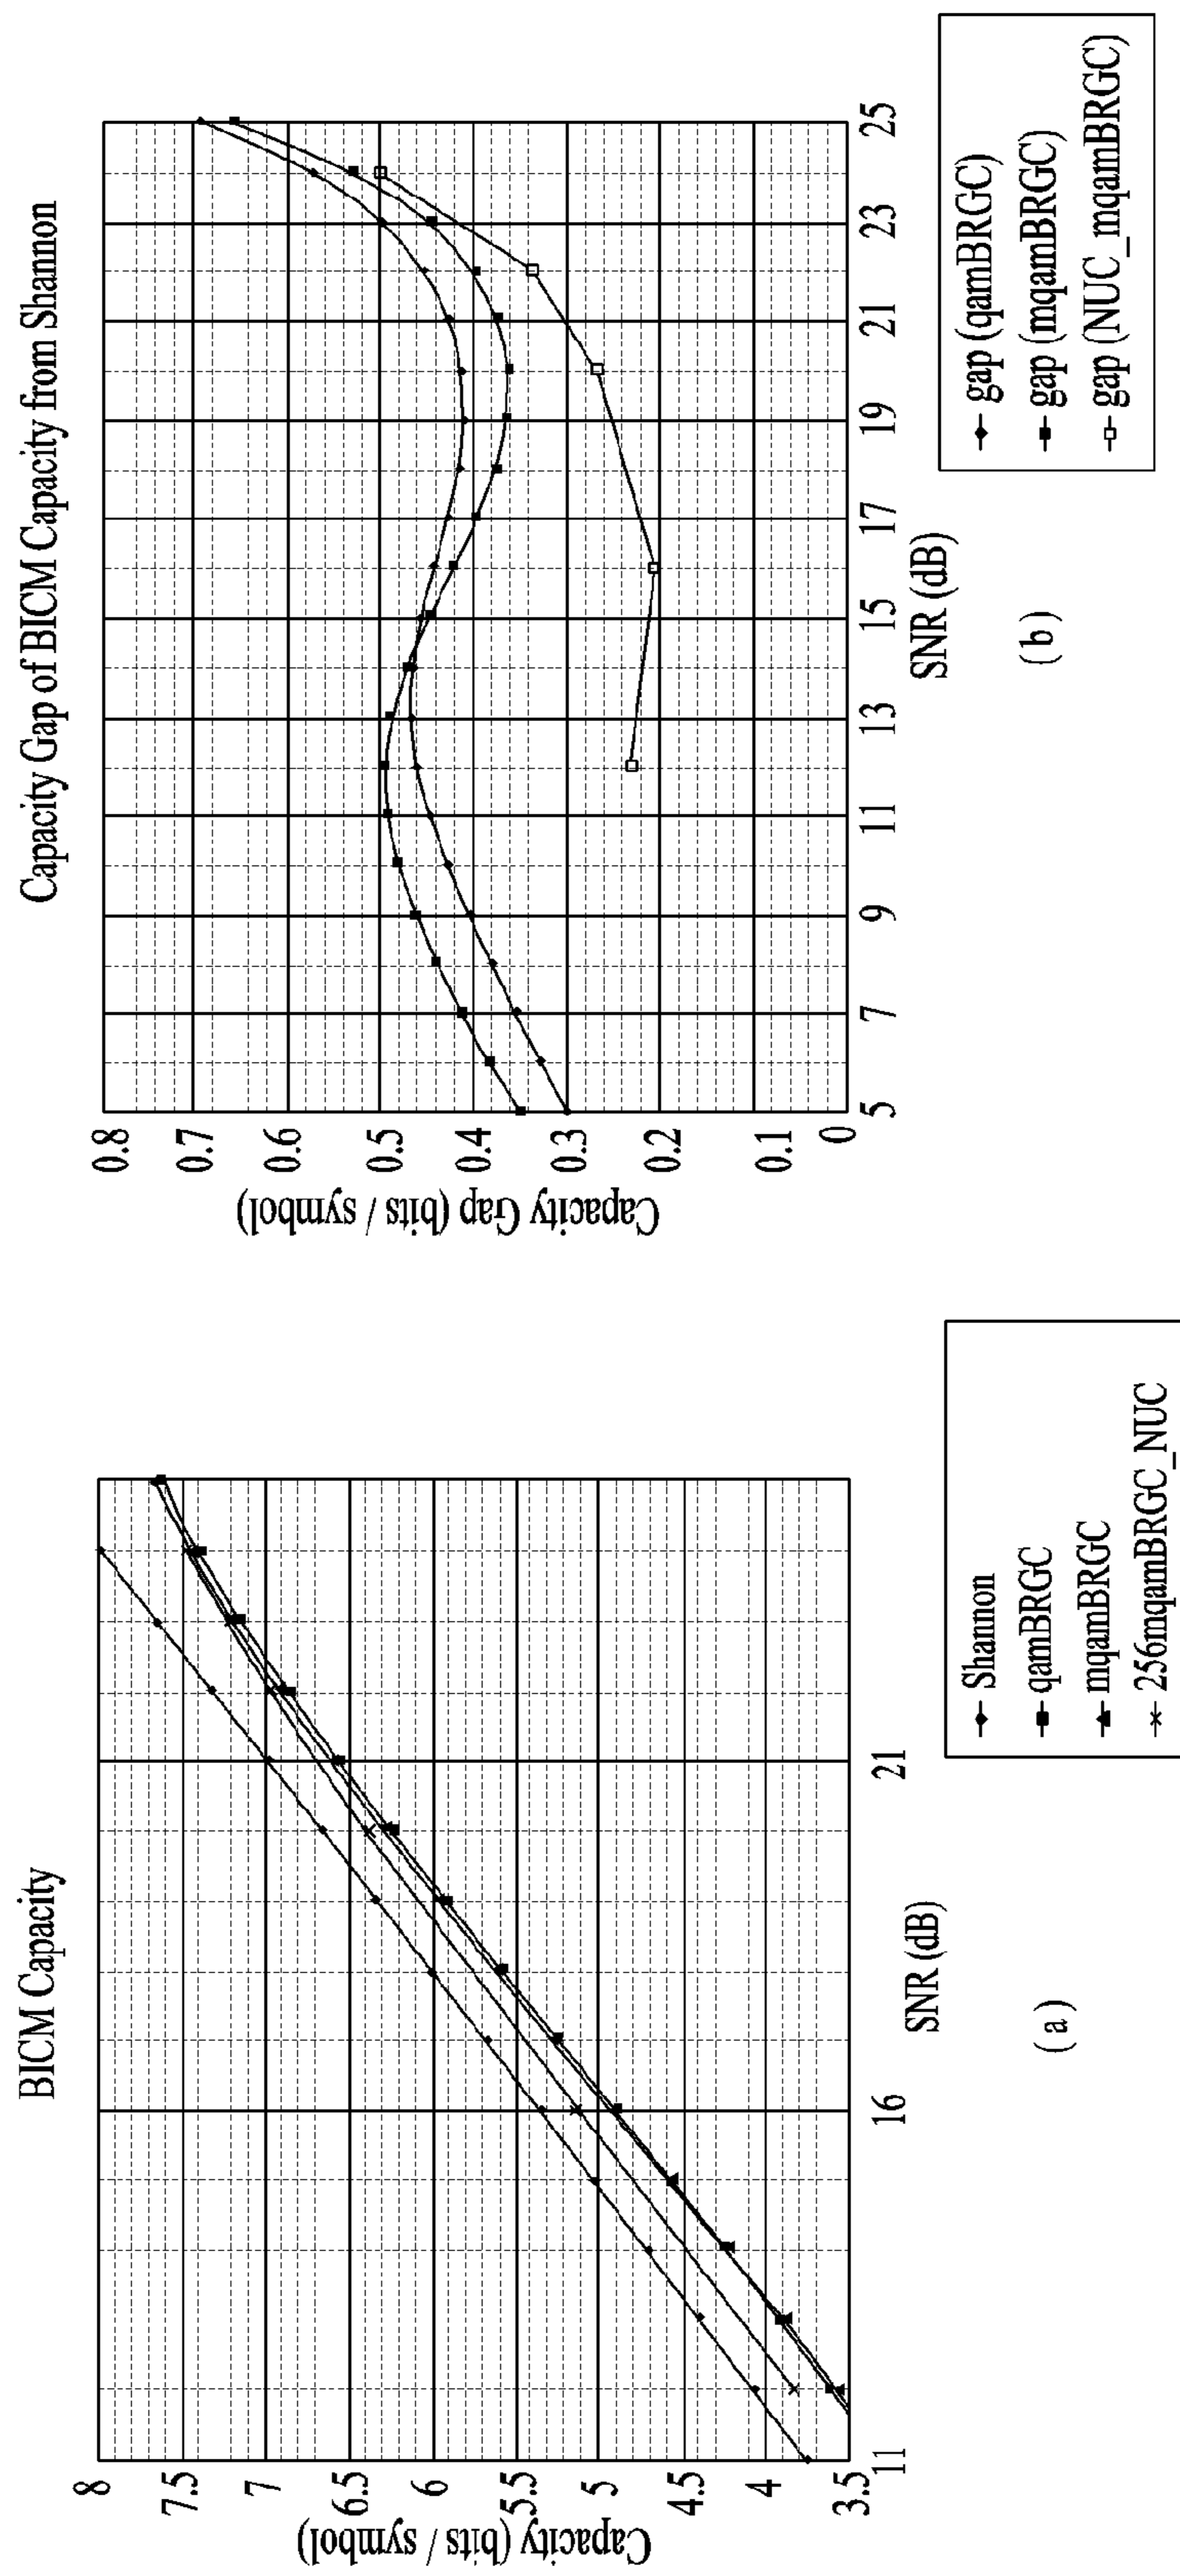 BICM Capacity
Capacity (bits / symbol)
8
7.5
7
6.5
6
5.5
5
4.5
4
3.5
11
16
21
SNR (dB)
Shannon
qamBRGC
mqamBRGC
256mqamBRGC_NUC
(a)
Capacity Gap of BICM Capacity from Shannon
Capacity Gap (bits / symbol)
0.8
0.7
0.6
0.5
0.4
0.3
0.2
0.1
0
5
7
9
11
13
15
17
19
21
23
25
SNR (dB)
gap (qamBRGC)
gap (mqamBRGC)
gap (NUC_mqamBRGC)
(b)